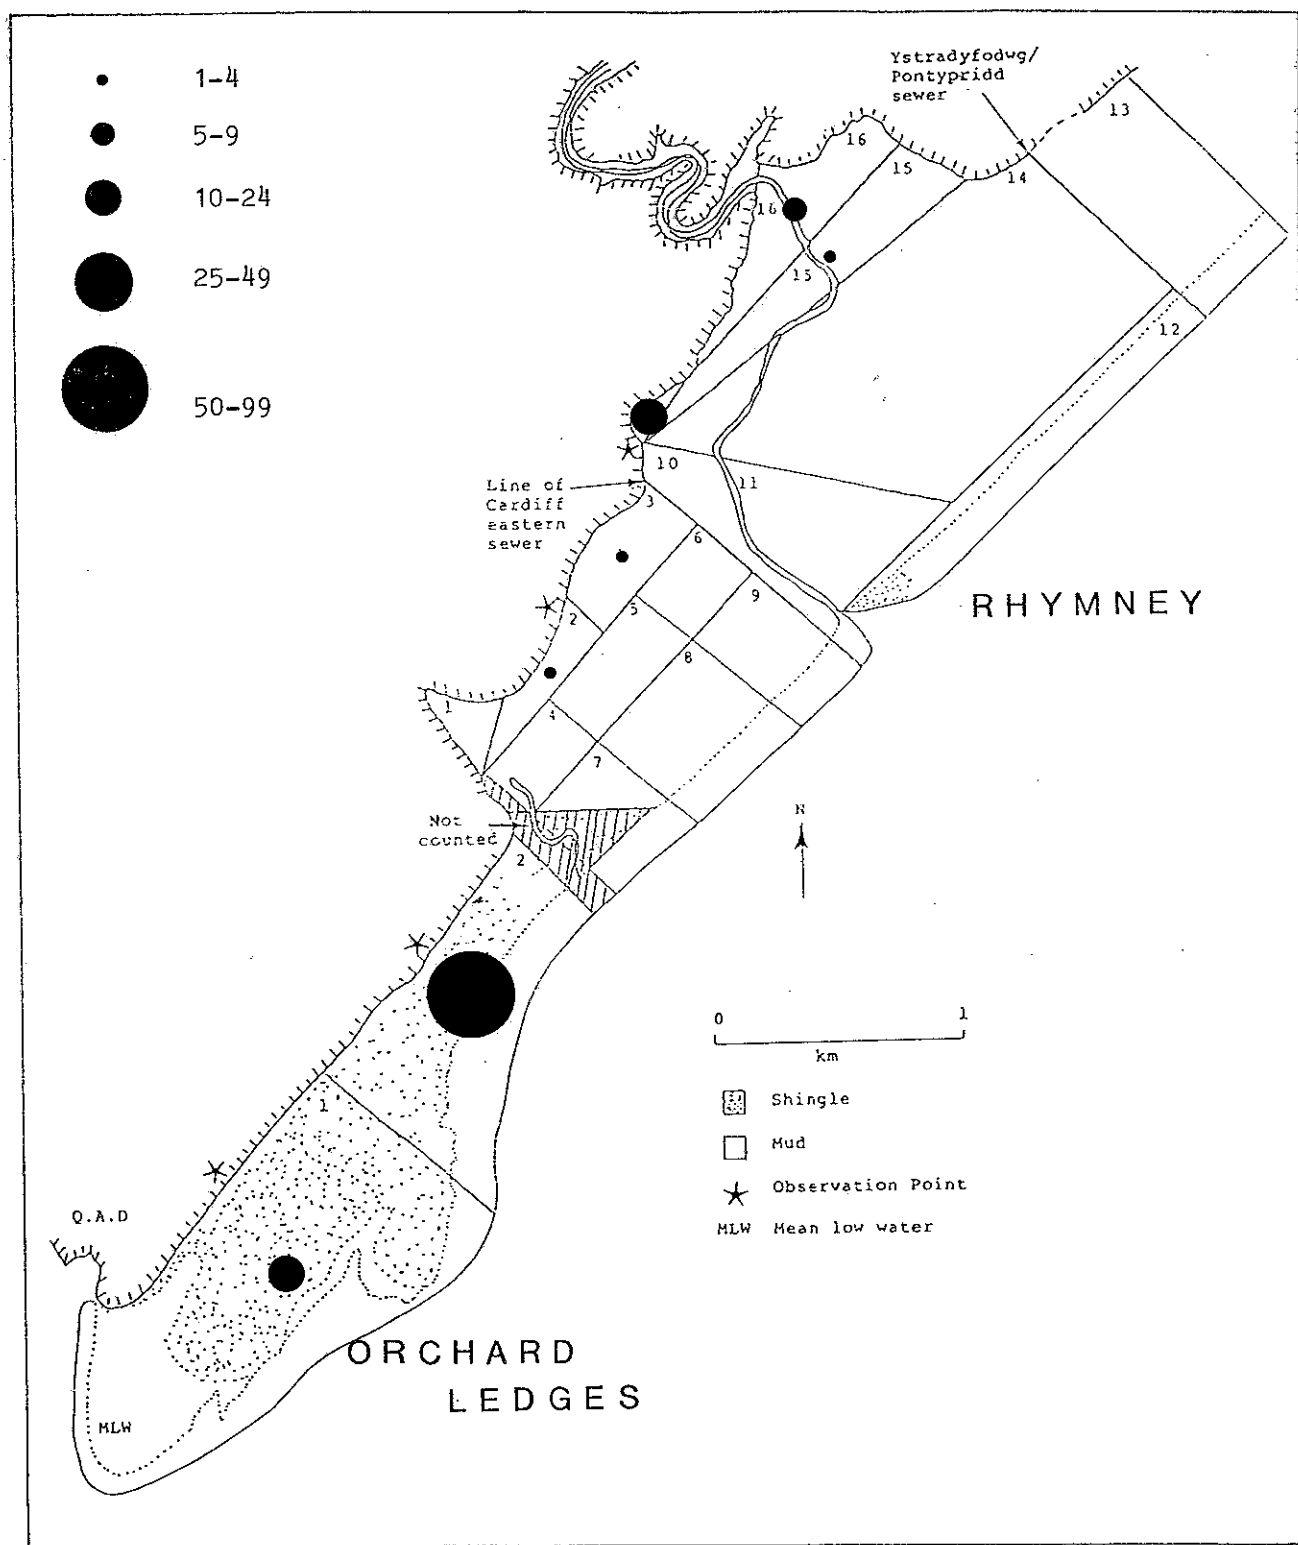 1-4
5-9
10-24
25-49
50-99
Ystradyfodwg/
Pontypridd
sewer
13
16
15
14
16
15
12
10
11
Line of
Cardiff
eastern
sewer
3
6
9
2
5
8
RHYMNEY
1
4
7
Not
counted
2
N
0 1
km
Shingle
Mud
Observation Point
MLW Mean low water
1
Q.A.D
ORCHARD
LEDGES
MLW